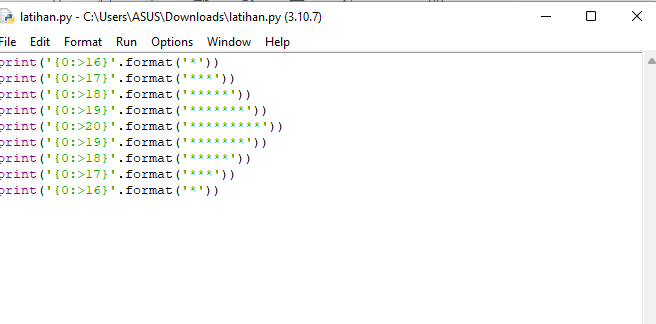 latihan.py - C:\Users\ASUS\Downloads\latihan.py (3.10.7)
File Edit Format Run Options Window Help
print('{0:>16}'.format('*'))
print('{0:>17}'.format('***'))
print('{0:>18}'.format('*****'))
print('{0:>19}'.format('*******'))
print('{0:>20}'.format('*********'))
print('{0:>19}'.format('*******'))
print('{0:>18}'.format('*****'))
print('{0:>17}'.format('***'))
print('{0:>16}'.format('*'))